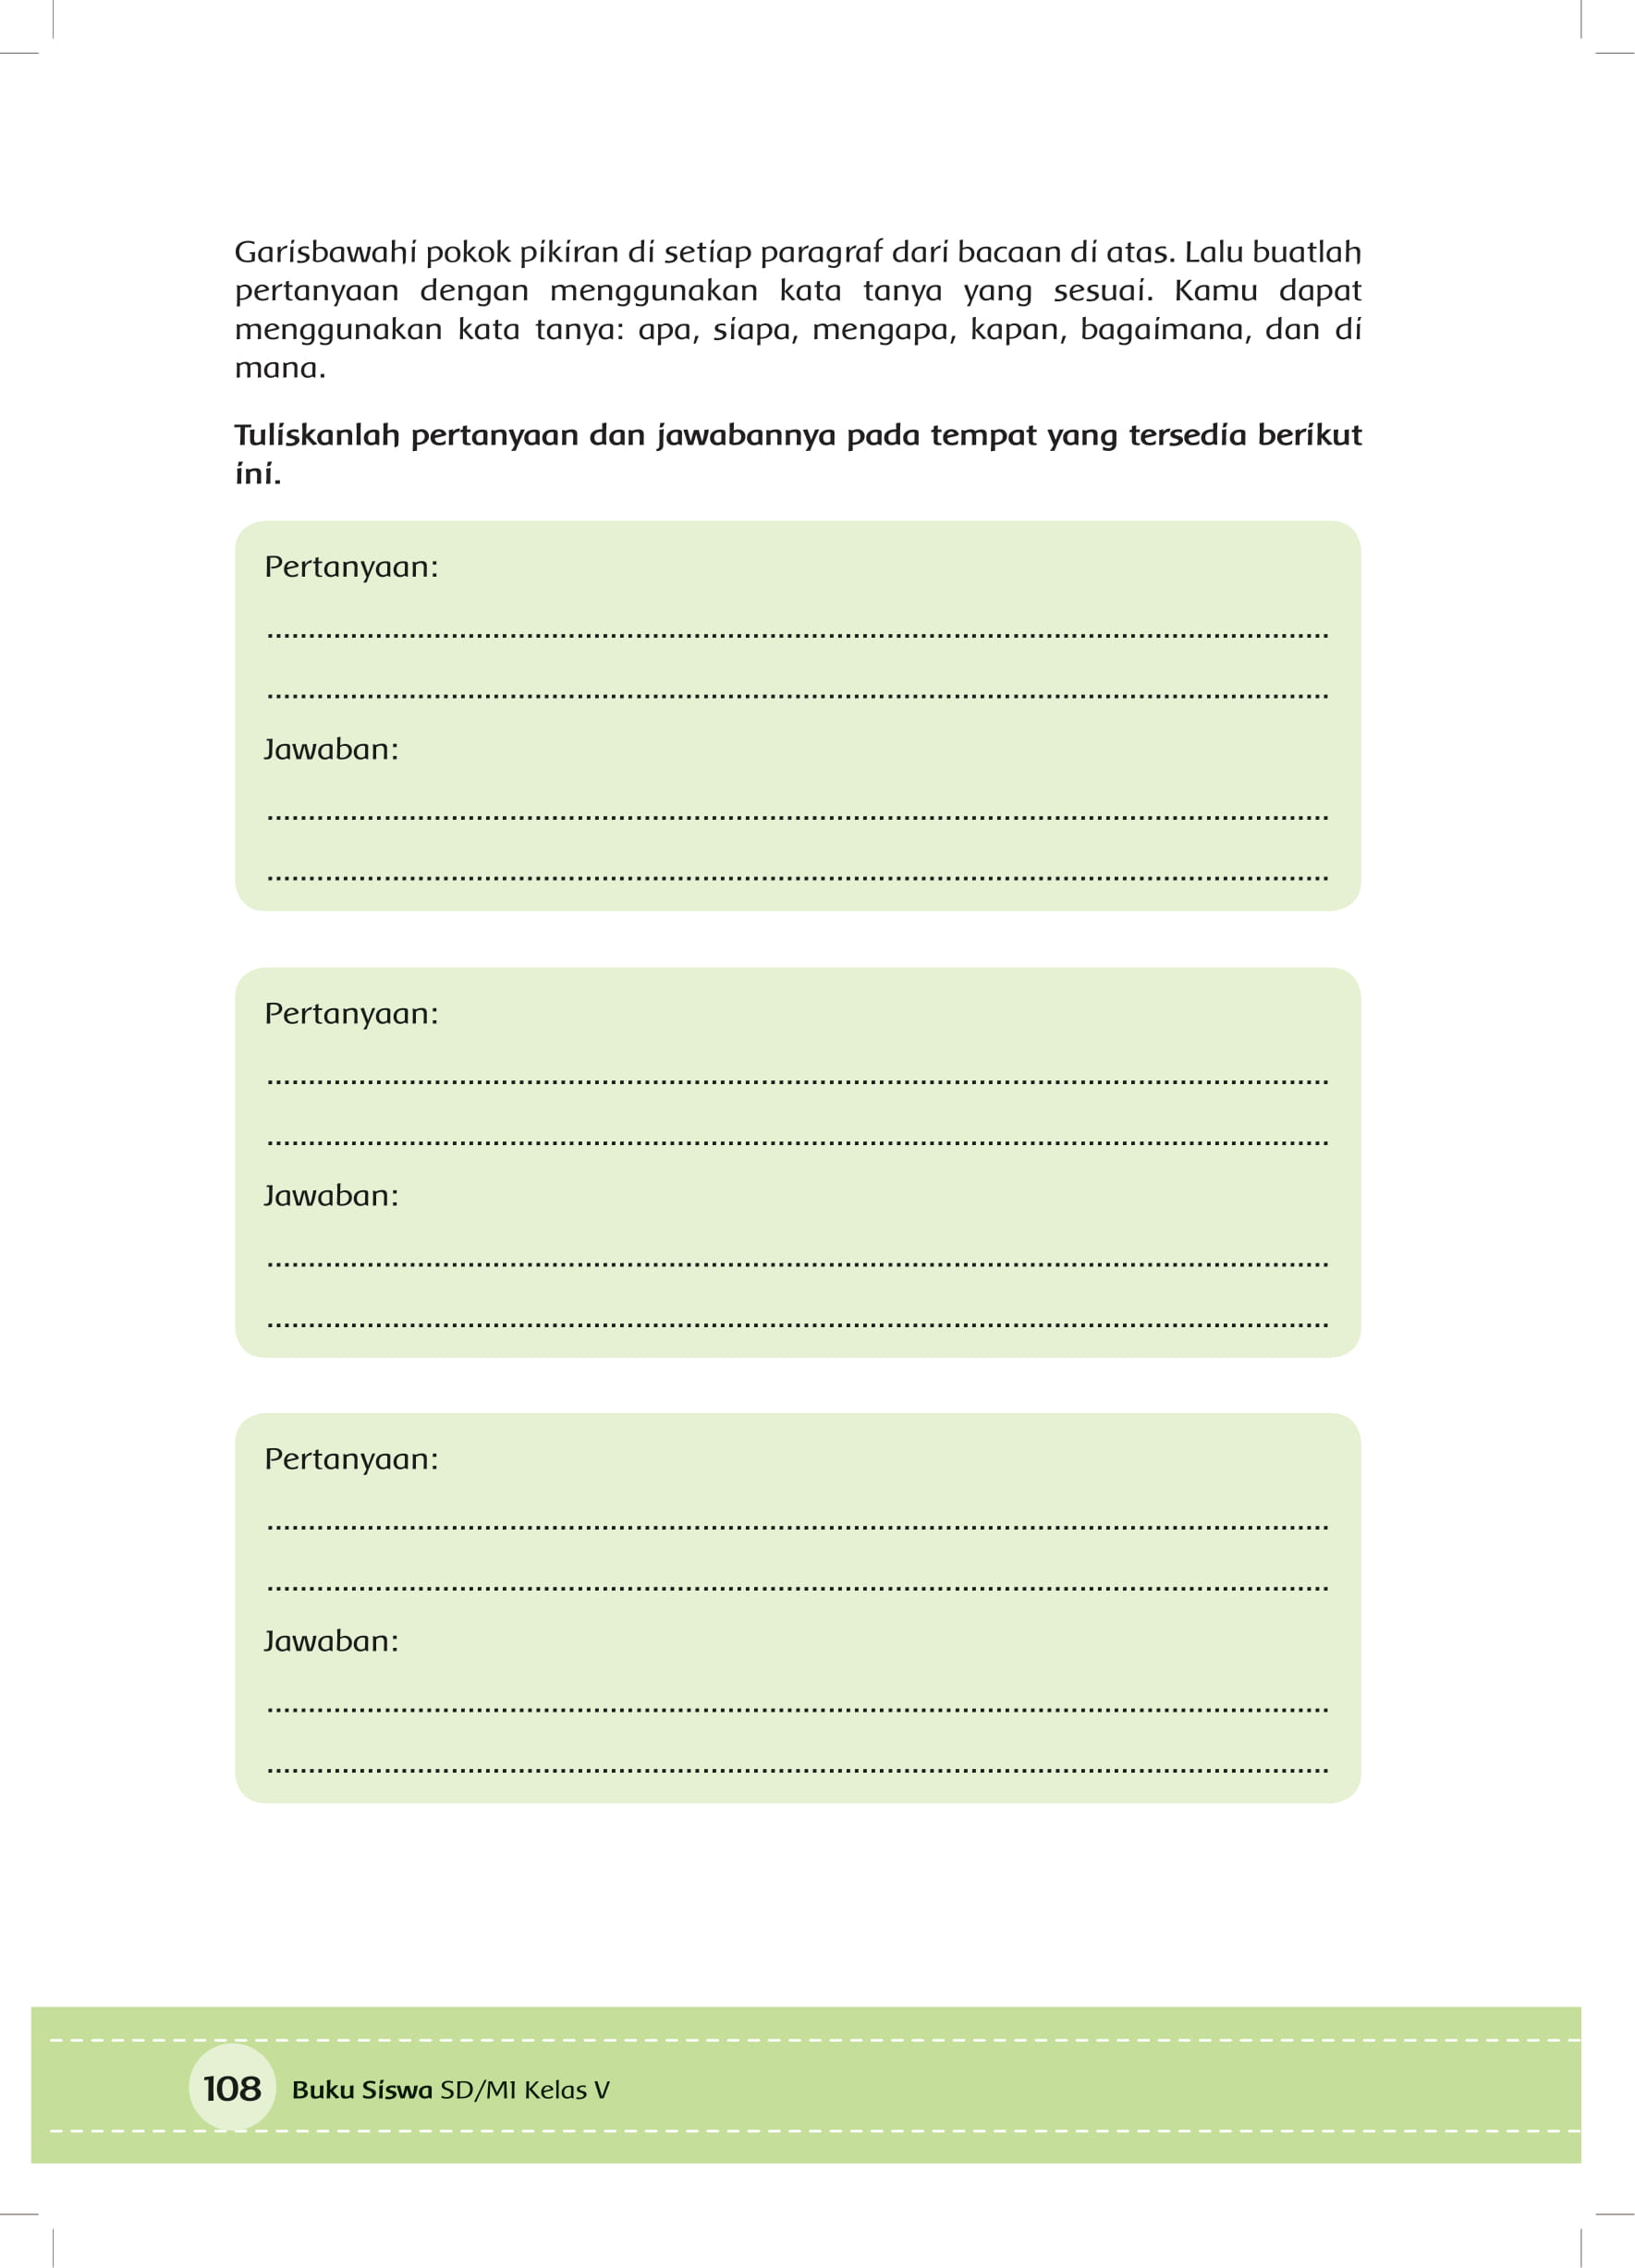 Garisbawahi pokok pikiran di setiap paragraf dari bacaan di atas. Lalu buatlah
pertanyaan dengan menggunakan kata tanya yang sesuai. Kamu dapat
menggunakan kata tanya: apa, siapa, mengapa, kapan, bagaimana, dan di
mana.
Tuliskanlah pertanyaan dan jawabannya pada tempat yang tersedia berikut
ini.
Pertanyaan:
Jawaban:
Pertanyaan:
Jawaban:
Pertanyaan:
Jawaban:
108 Buku Siswa SD/MI Kelas V